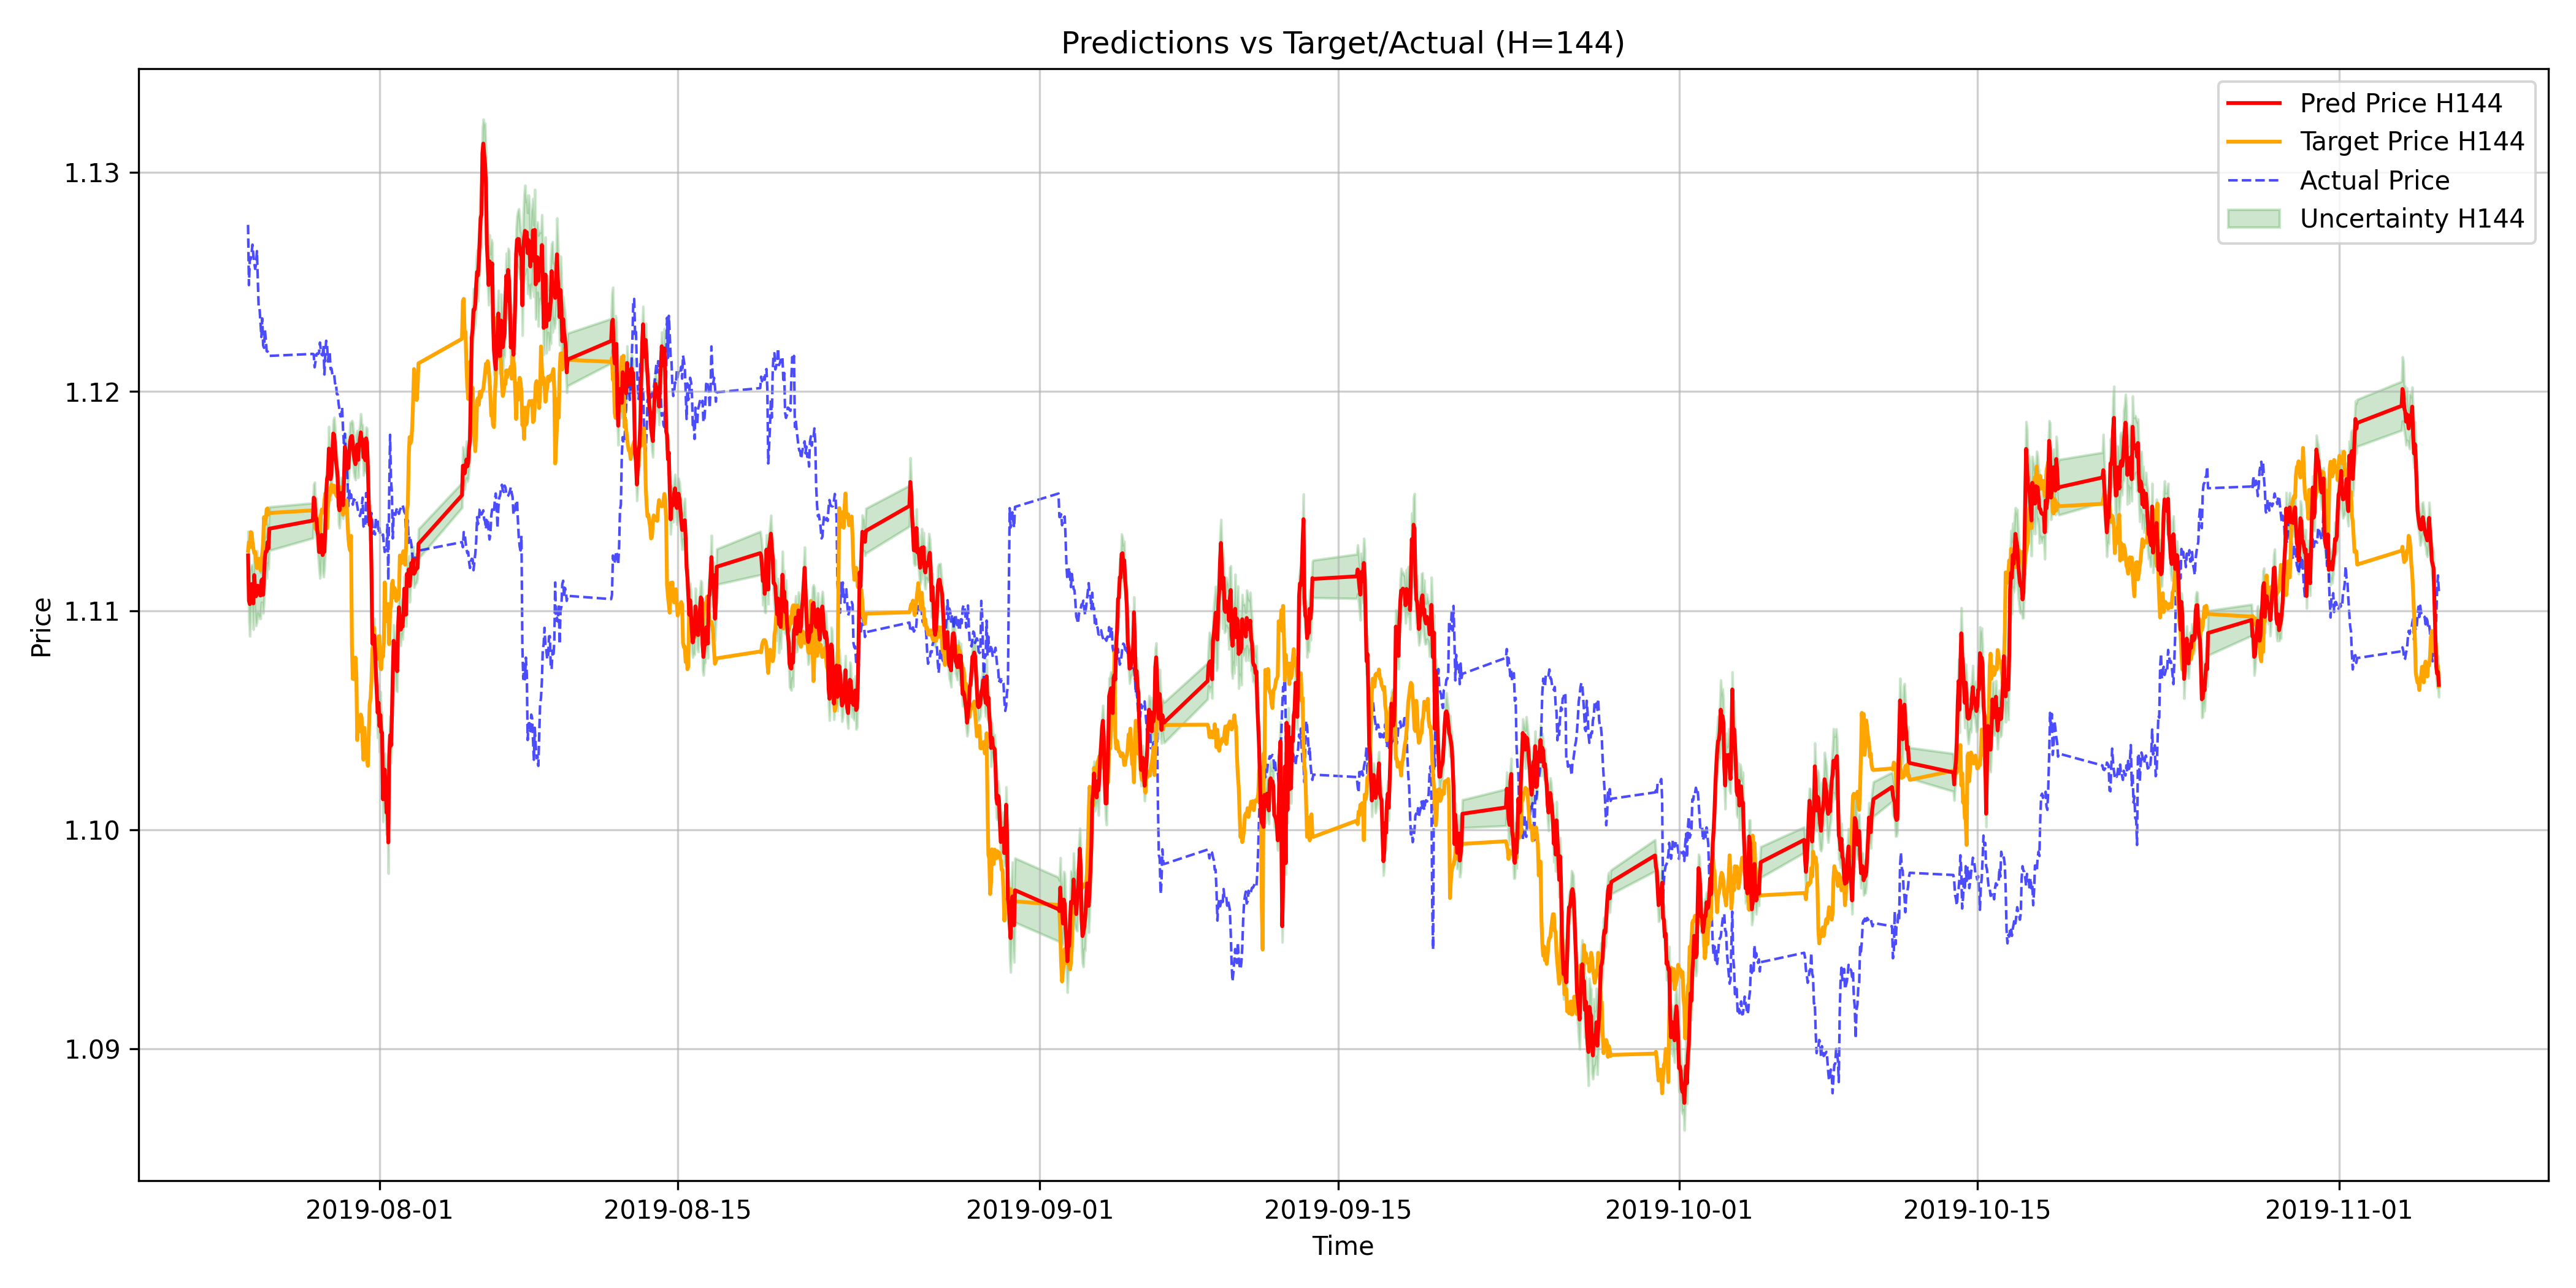 Predictions vs Target/Actual (H=144)
Pred Price H144
Target Price H144
Actual Price
Uncertainty H144
Price
1.13
1.12
1.11
1.10
1.09
2019-08-01
2019-08-15
2019-09-01
2019-09-15
2019-10-01
2019-10-15
2019-11-01
Time